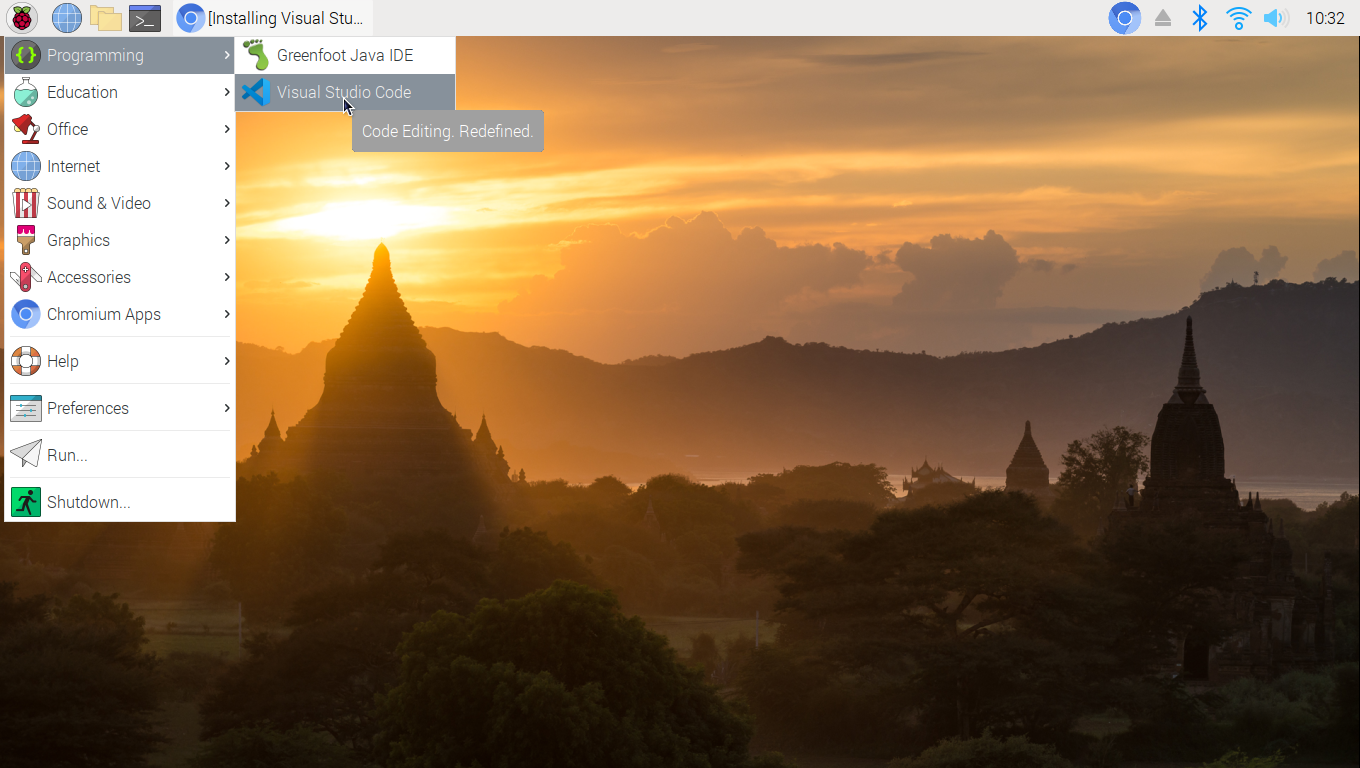 [Installing Visual Stu...
10:32
Programming
Greenfoot Java IDE
Education
Visual Studio Code
Code Editing. Redefined.
Office
Internet
Sound & Video
Graphics
Accessories
Chromium Apps
Help
Preferences
Run...
Shutdown...